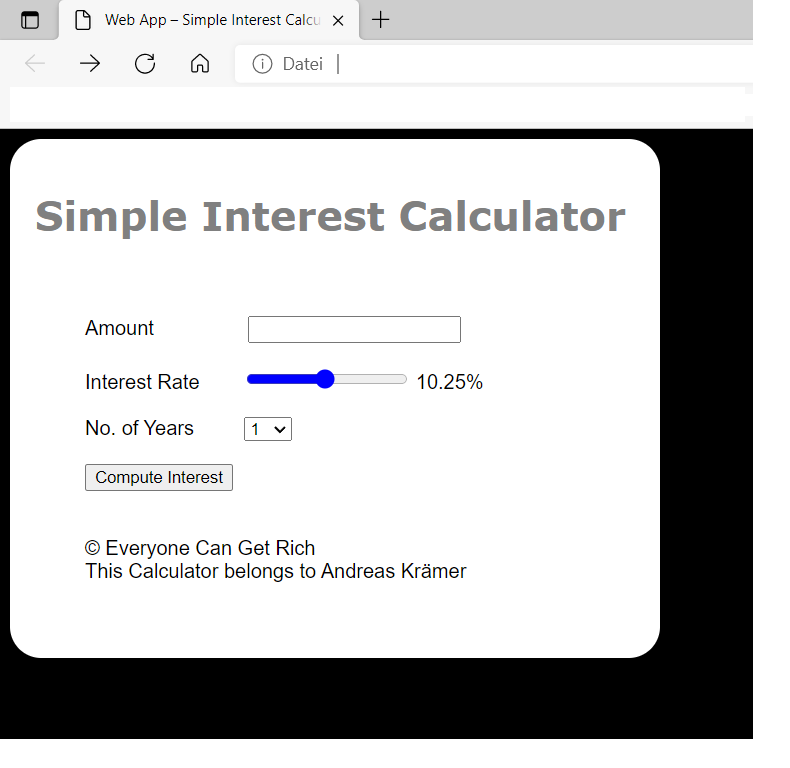 Web App – Simple Interest Calcu
Datei
Simple Interest Calculator
Amount
Interest Rate 10.25%
No. of Years 1
Compute Interest
© Everyone Can Get Rich
This Calculator belongs to Andreas Krämer